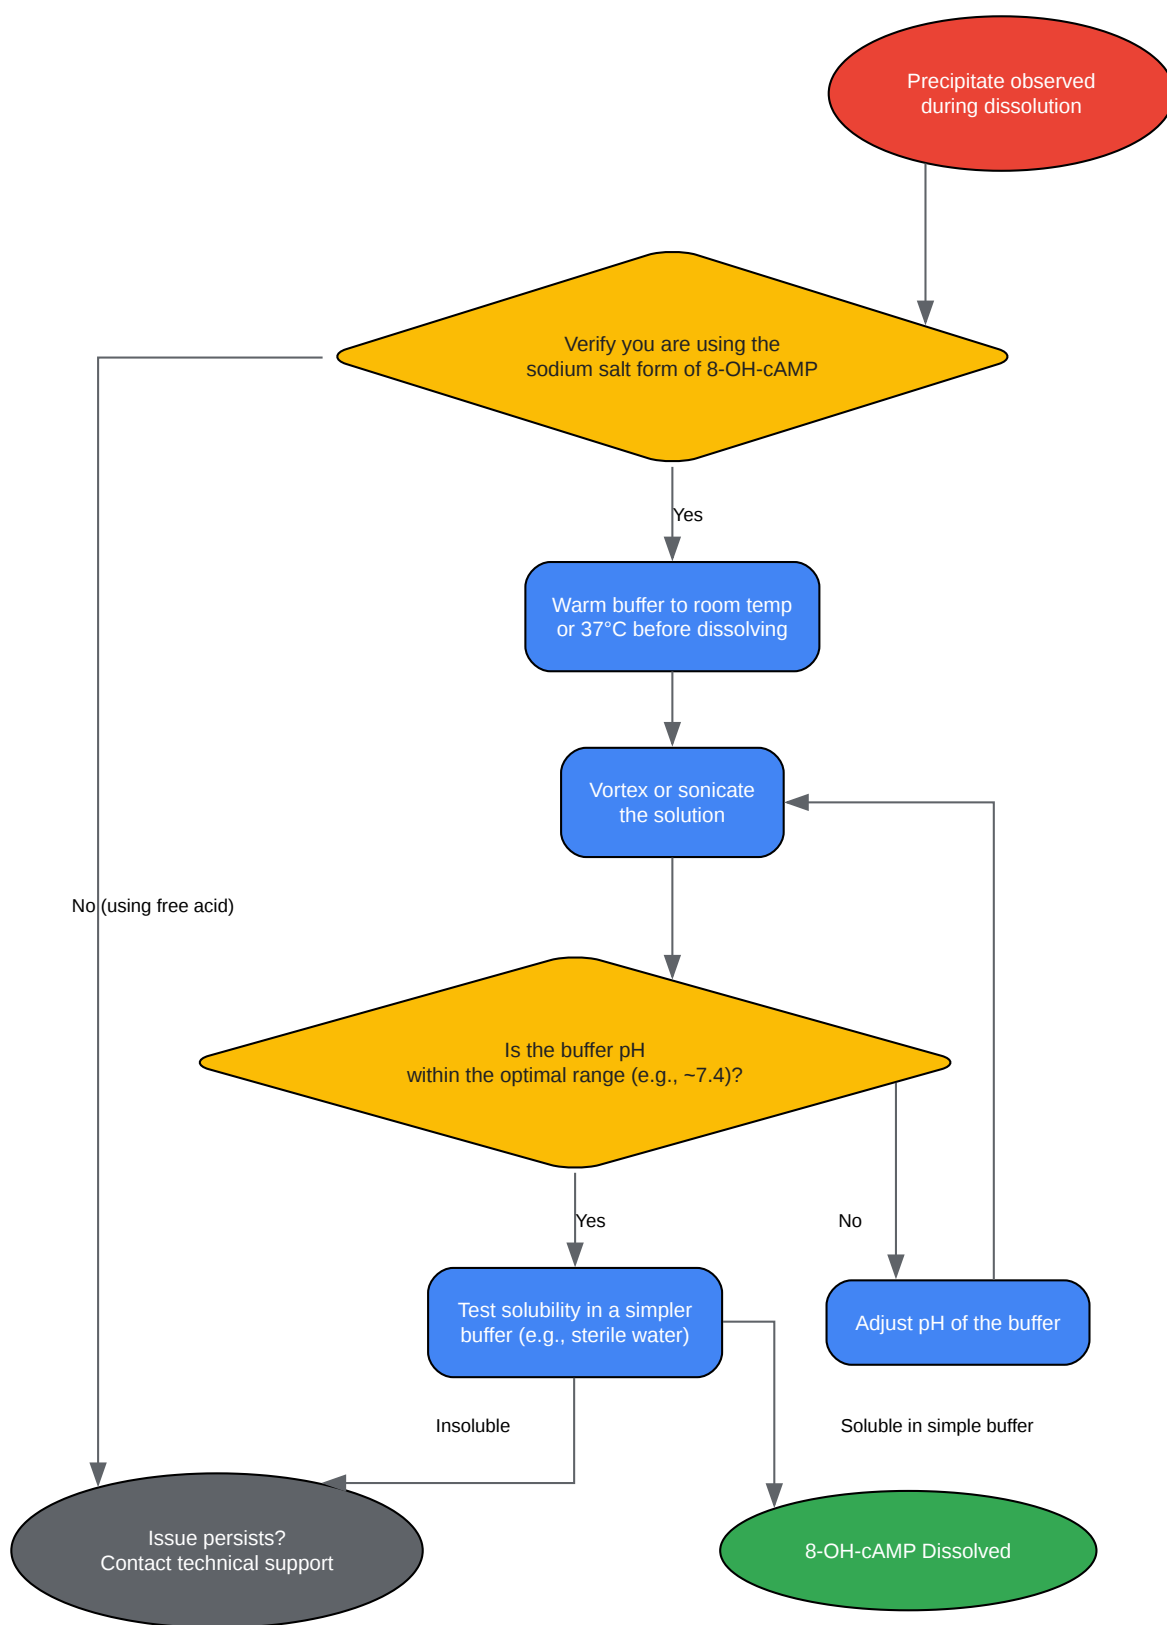 Precipitate observed
during dissolution
Verify you are using the
sodium salt form of 8-OH-cAMP
Yes
Warm buffer to room temp
or 37°C before dissolving
Vortex or sonicate
the solution
No (using free acid)
Is the buffer pH
within the optimal range (e.g., ~7.4)?
Yes
No
Test solubility in a simpler
buffer (e.g., sterile water)
Adjust pH of the buffer
Insoluble
Soluble in simple buffer
Issue persists?
Contact technical support
8-OH-cAMP Dissolved